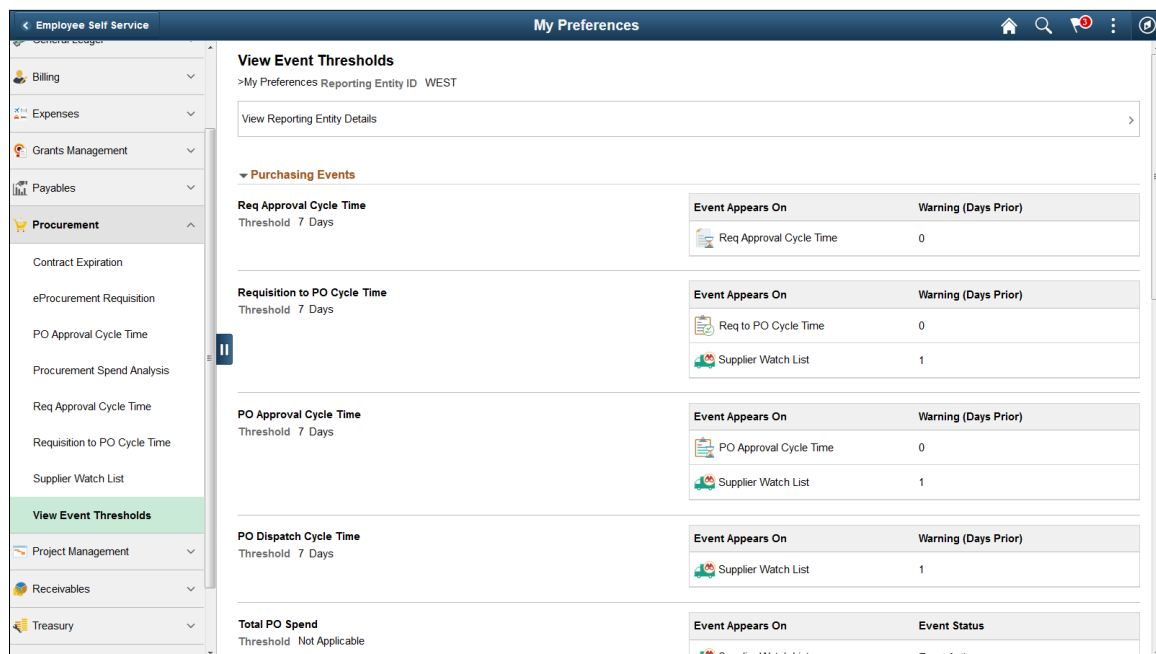 Employee Self Service
My Preferences
3
General Ledger
Billing
Expenses
Grants Management
Payables
Procurement
Contract Expiration
eProcurement Requisition
PO Approval Cycle Time
Procurement Spend Analysis
Req Approval Cycle Time
Requisition to PO Cycle Time
Supplier Watch List
View Event Thresholds
Project Management
Receivables
Treasury
View Event Thresholds
>My Preferences Reporting Entity ID WEST
View Reporting Entity Details
Purchasing Events
Req Approval Cycle Time
Threshold 7 Days
Event Appears On Warning (Days Prior)
Req Approval Cycle Time 0
Requisition to PO Cycle Time
Threshold 7 Days
Event Appears On Warning (Days Prior)
Req to PO Cycle Time 0
Supplier Watch List 1
PO Approval Cycle Time
Threshold 7 Days
Event Appears On Warning (Days Prior)
PO Approval Cycle Time 0
Supplier Watch List 1
PO Dispatch Cycle Time
Threshold 7 Days
Event Appears On Warning (Days Prior)
Supplier Watch List 1
Total PO Spend
Threshold Not Applicable
Event Appears On Event Status